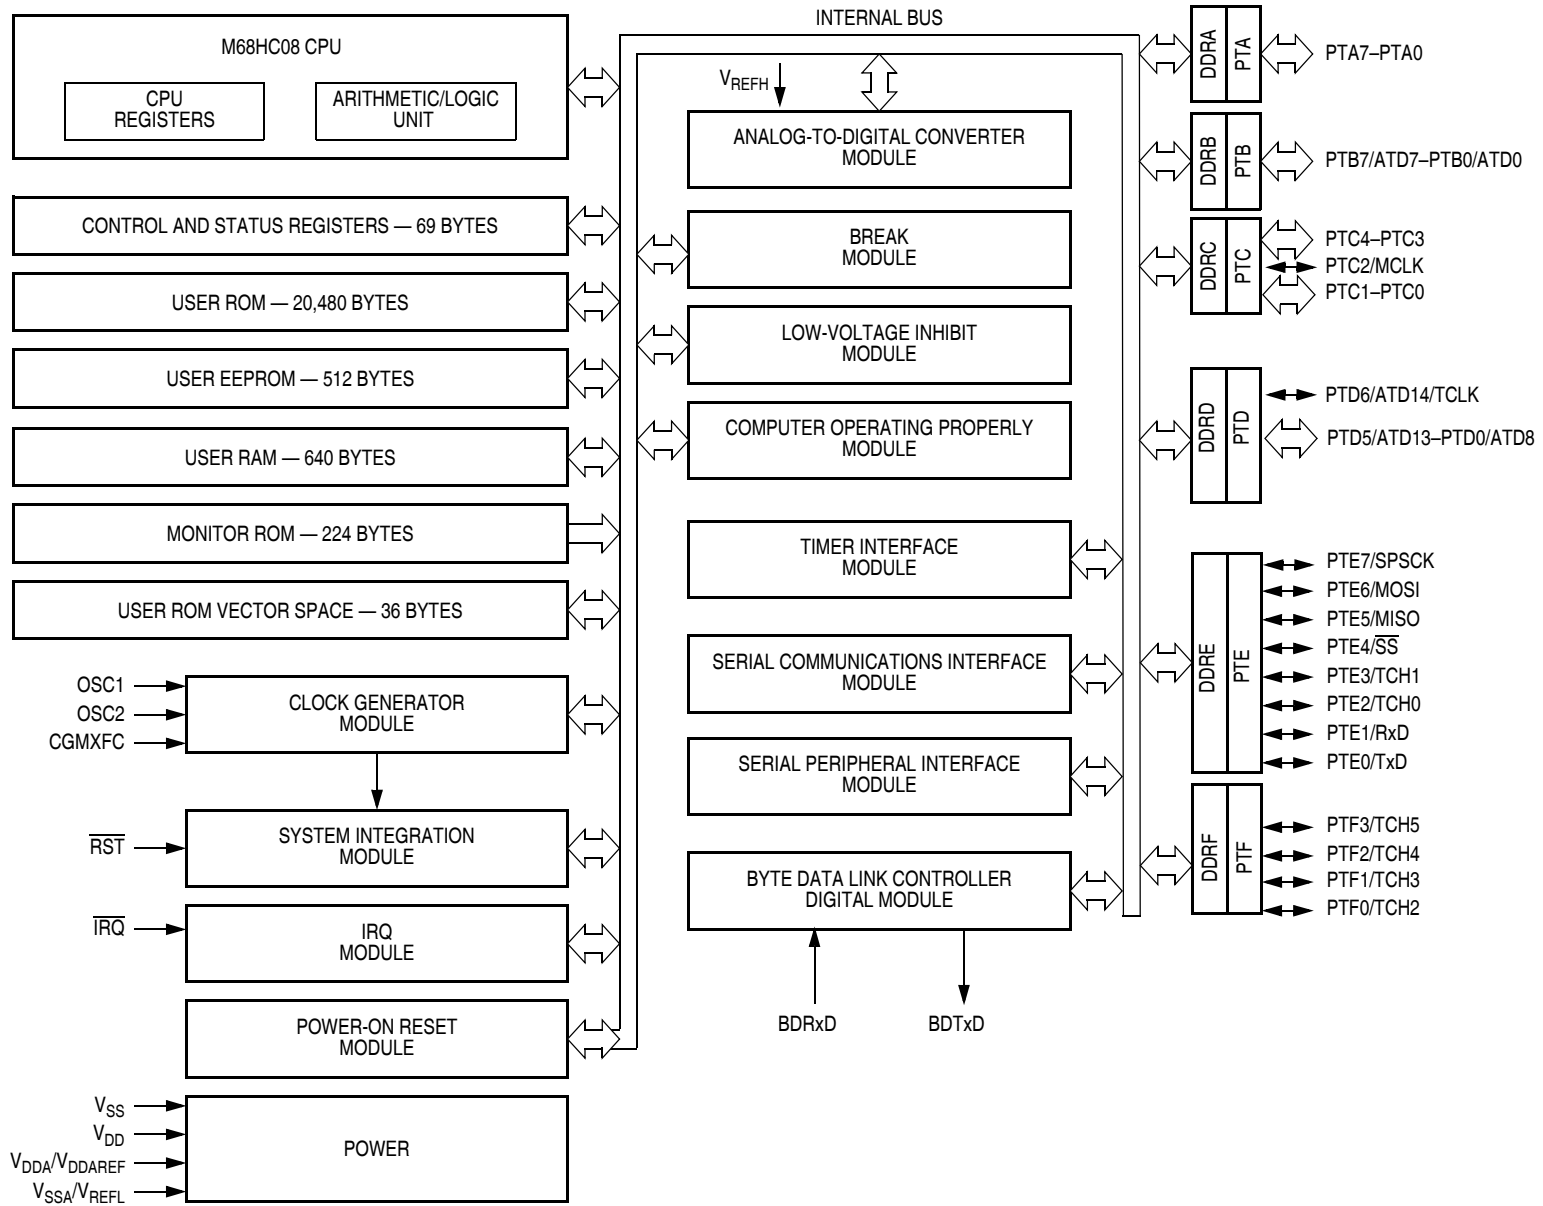 INTERNAL BUS
M68HC08 CPU
CPU
REGISTERS
ARITHMETIC/LOGIC
UNIT
CONTROL AND STATUS REGISTERS — 69 BYTES
USER ROM — 20,480 BYTES
USER EEPROM — 512 BYTES
USER RAM — 640 BYTES
MONITOR ROM — 224 BYTES
USER ROM VECTOR SPACE — 36 BYTES
OSC1
OSC2
CGMXFC
CLOCK GENERATOR
MODULE
RST
SYSTEM INTEGRATION
MODULE
IRQ
IRQ
MODULE
POWER-ON RESET
MODULE
VSS
VDD
VDDA/VDDAREF
VSSA/VREFL
POWER
VREFH
ANALOG-TO-DIGITAL CONVERTER
MODULE
BREAK
MODULE
LOW-VOLTAGE INHIBIT
MODULE
COMPUTER OPERATING PROPERLY
MODULE
TIMER INTERFACE
MODULE
SERIAL COMMUNICATIONS INTERFACE
MODULE
SERIAL PERIPHERAL INTERFACE
MODULE
BYTE DATA LINK CONTROLLER
DIGITAL MODULE
BDRxD
BDTxD
DDRA
PTA
PTA7–PTA0
DDRB
PTB
PTB7/ATD7–PTB0/ATD0
DDRC
PTC
PTC4–PTC3
PTC2/MCLK
PTC1–PTC0
DDRD
PTD
PTD6/ATD14/TCLK
PTD5/ATD13–PTD0/ATD8
DDRE
PTE
PTE7/SPSCK
PTE6/MOSI
PTE5/MISO
PTE4/SS
PTE3/TCH1
PTE2/TCH0
PTE1/RxD
PTE0/TxD
DDRF
PTF
PTF3/TCH5
PTF2/TCH4
PTF1/TCH3
PTF0/TCH2